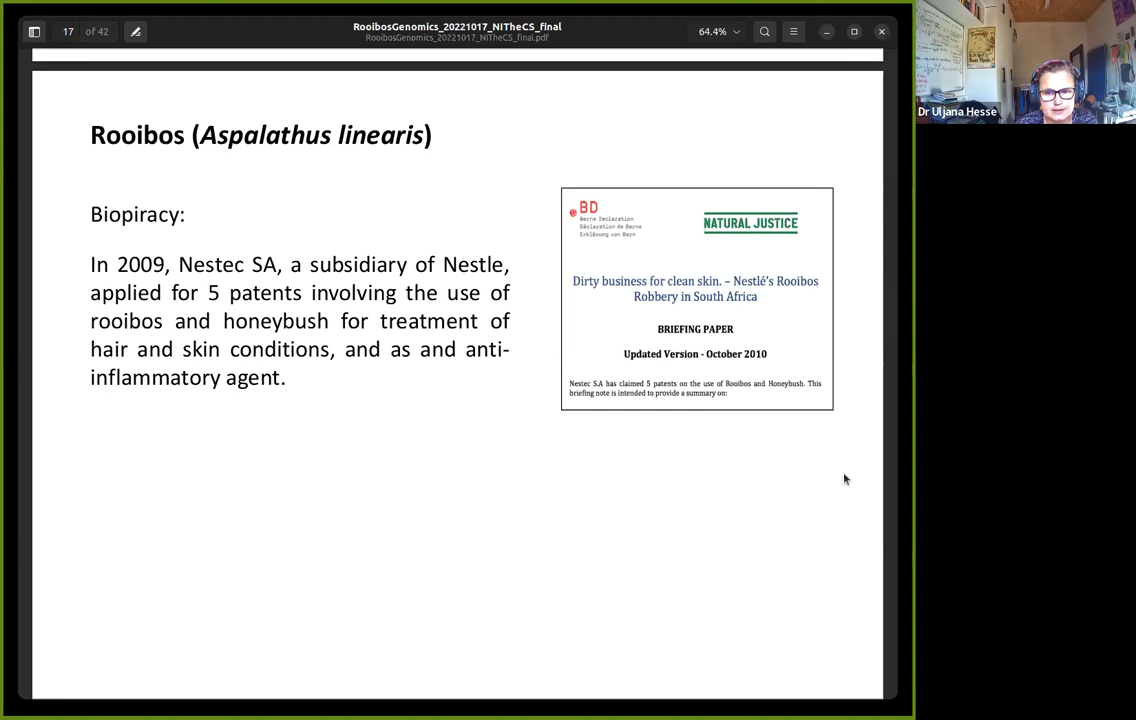 17 of 42
RooibosGenomics_20221017_NITheCS_final
RooibosGenomics_20221017_NITheCS_final.pdf
64.4%
Dr Uljana Hesse
Rooibos (Aspalathus linearis)
Biopiracy:
In 2009, Nestec SA, a subsidiary of Nestle,
applied for 5 patents involving the use of
rooibos and honeybush for treatment of
hair and skin conditions, and as and anti-
inflammatory agent.
BD
Berne Declaration
Déclaration de Berne
Erklärung von Bern
NATURAL JUSTICE
Dirty business for clean skin. – Nestlé's Rooibos
Robbery in South Africa
BRIEFING PAPER
Updated Version - October 2010
Nestec S.A has claimed 5 patents on the use of Rooibos and Honeybush. This
briefing note is intended to provide a summary on: